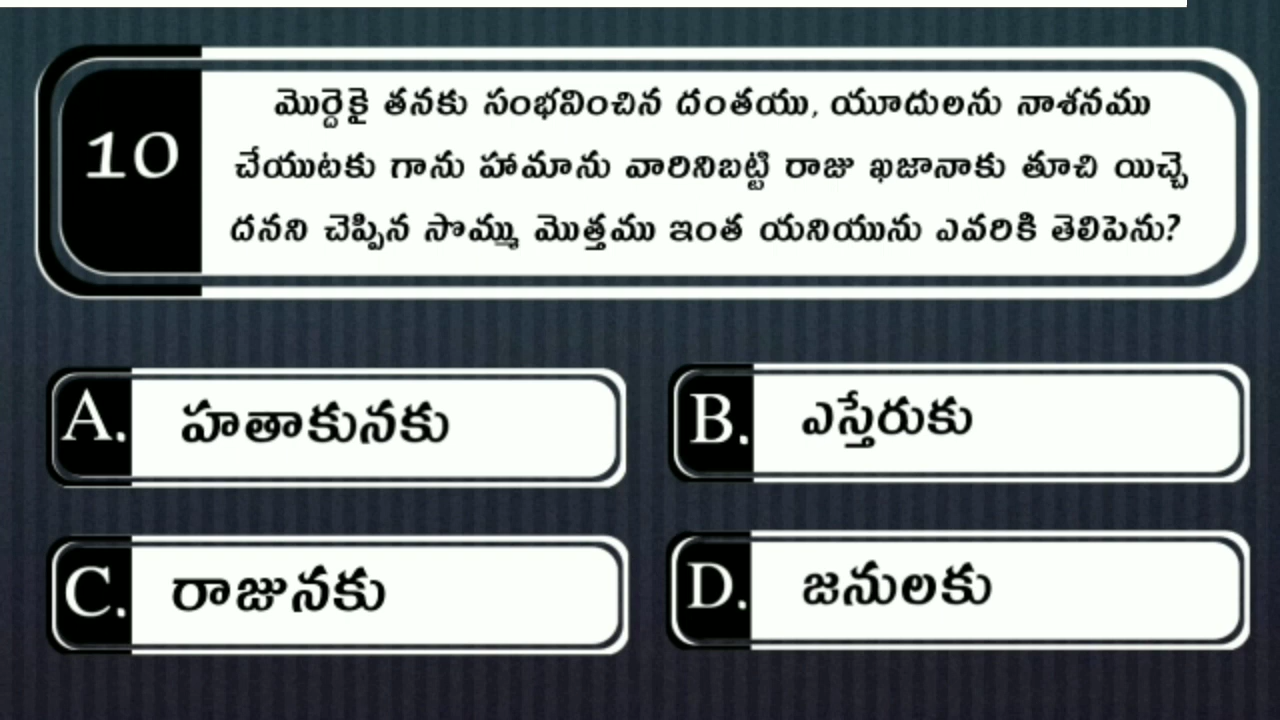 10
మొర్దెకై తనకు సంభవించిన దంతయు, యూదులను నాశనము
చేయుటకు గాను హామాను వారినిబట్టి రాజు ఖజానాకు తూచి యిచ్చె
దనని చెప్పిన సొమ్ము మొత్తము ఇంత యనియును ఎవరికి తెలిపెను?
A. హతాకునకు
B. ఎస్తేరుకు
C. రాజునకు
D. జనులకు